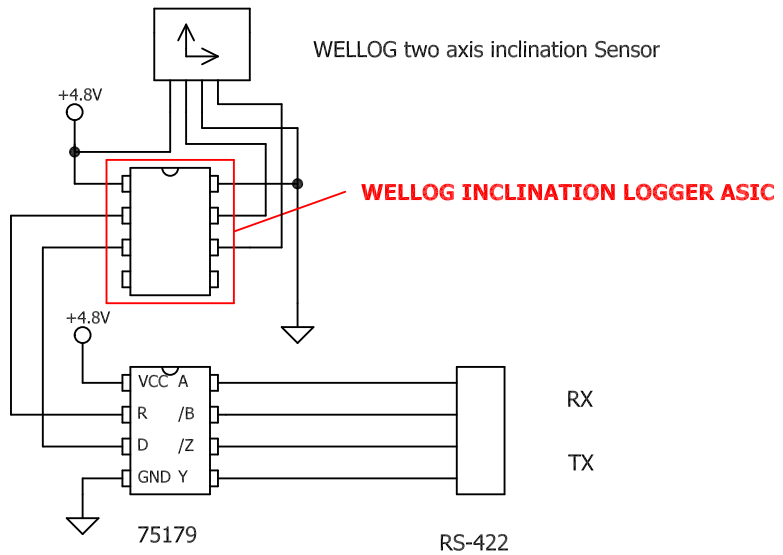 WELLOG two axis inclination Sensor
+4.8V
WELLOG INCLINATION LOGGER ASIC
+4.8V
VCC A
R /B
D /Z
GND Y
RX
TX
75179
RS-422